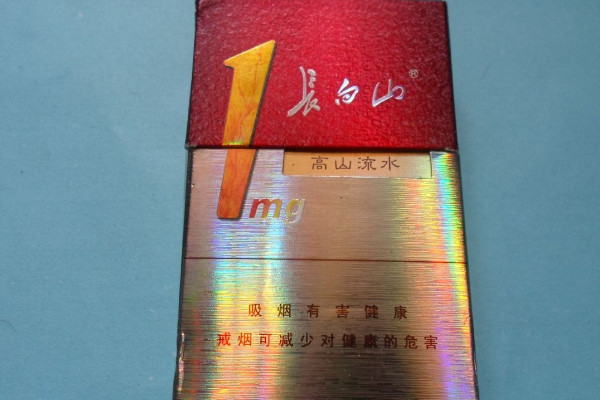 1mg
長白山®
高山流水
吸烟有害健康
戒烟可减少对健康的危害